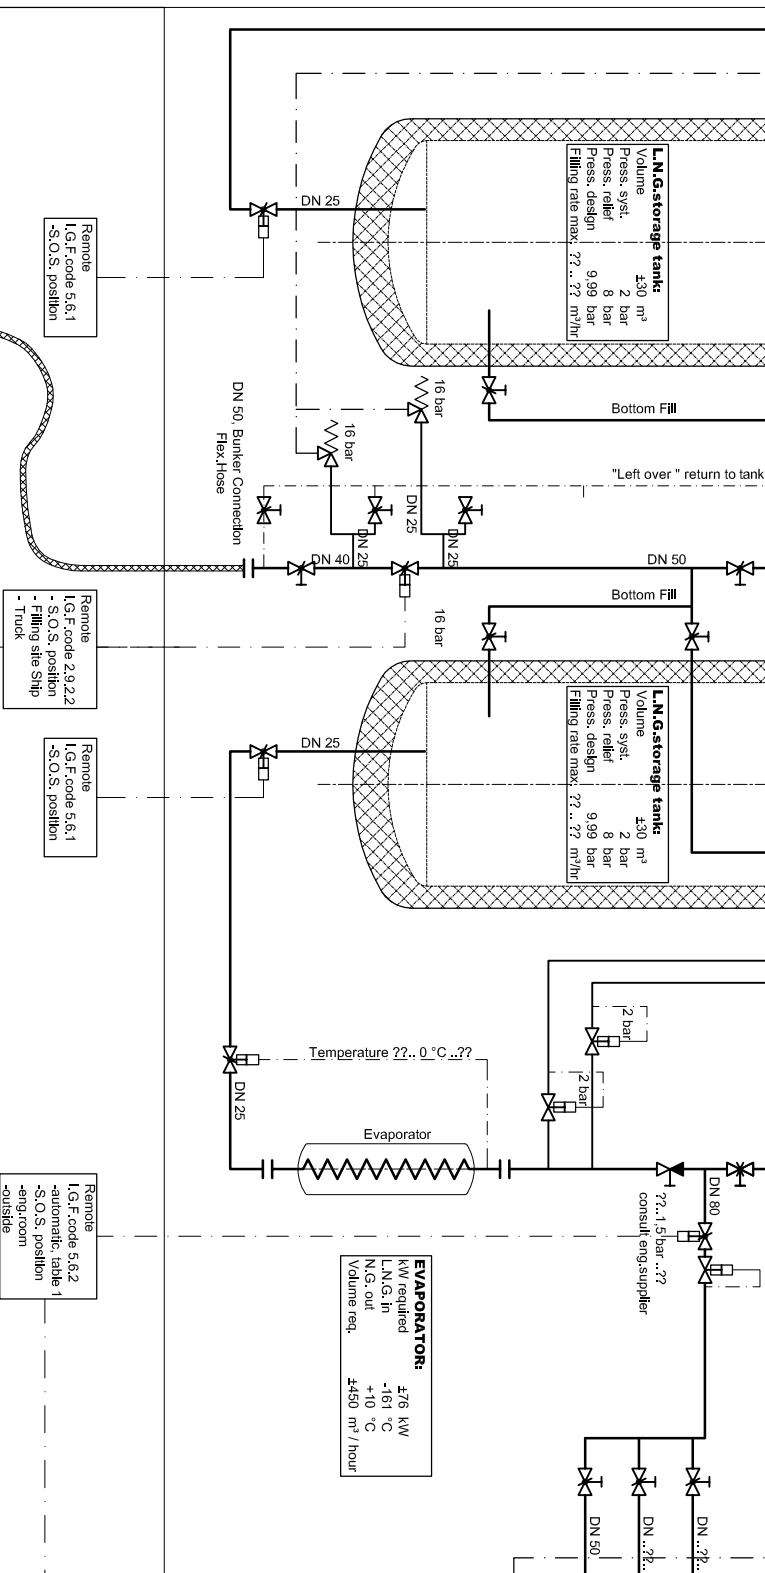 DN 25
L.N.G.storage tank:
Volume ±30 m³
Press. syst. 2 bar
Press. relief 8 bar
Press. design 9,99 bar
Filling rate max. ?? .. ?? m³/hr
Remote
I.G.F.code 5.6.1
-S.O.S. position
16 bar
16 bar
Bottom Fill
DN 50, Bunker Connection
Flex.Hose
"Left over " return to tank
DN 25
DN 25
DN 25
DN 40
DN 50
Remote
I.G.F.code 2.9.2.2
- S.O.S. position
- Filling site Ship
- Truck
Bottom Fill
16 bar
L.N.G.storage tank:
Volume ±30 m³
Press. syst. 2 bar
Press. relief 8 bar
Press. design 9,99 bar
Filling rate max. ?? .. ?? m³/hr
DN 25
Remote
I.G.F.code 5.6.1
-S.O.S. position
2 bar
2 bar
Temperature ??.. 0 °C ..??
DN 25
Evaporator
DN 80
??..1,5 bar ..??
consult eng.supplier
Remote
I.G.F.code 5.6.2
-automatic, table 1
-S.O.S. position
-eng.room
-outside
EVAPORATOR:
kW required ±76 kW
L.N.G. in -161 °C
N.G. out +10 °C
Volume req. ±450 m³ / hour
DN 50
DN ..??..
DN ..??..